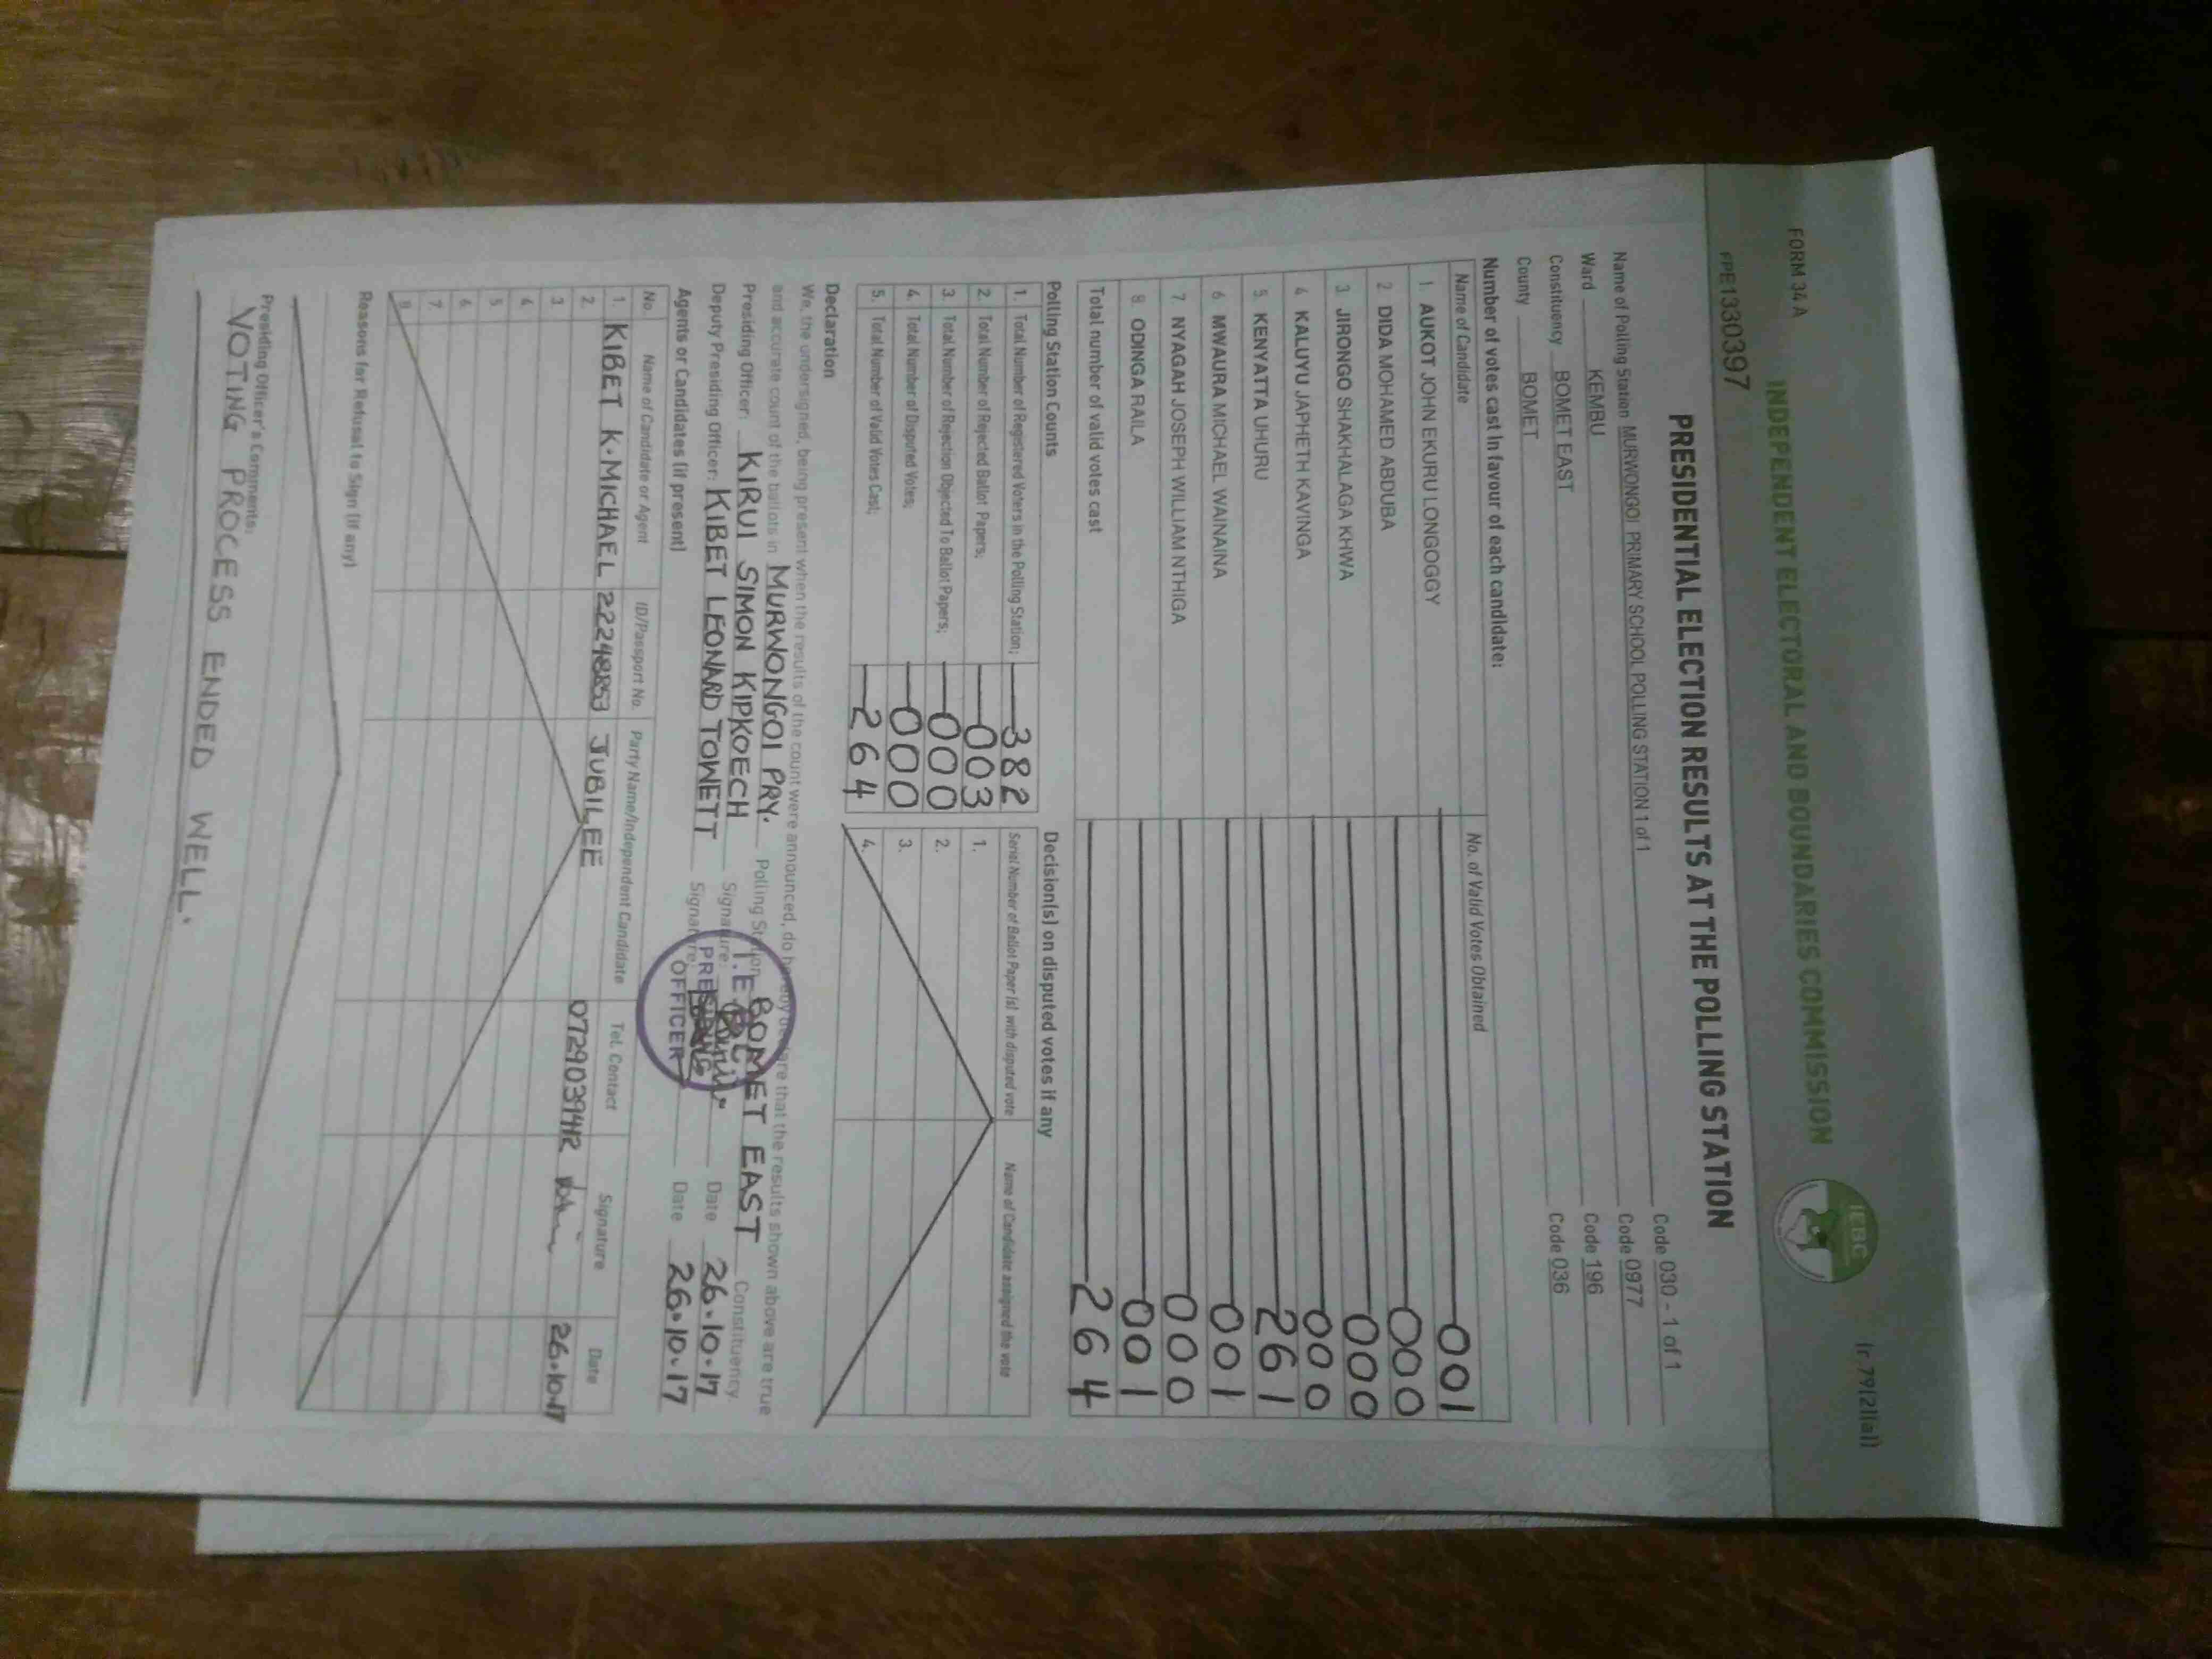 FORM 34A
(r 79(2)(a))
INDEPENDENT ELECTORAL AND BOUNDARIES COMMISSION
IEBC
FPE1330397
PRESIDENTIAL ELECTION RESULTS AT THE POLLING STATION
Name of Polling Station MURWONGOI PRIMARY SCHOOL POLLING STATION 1 of 1 Code 030 - 1 of 1
Ward KEMBU Code 0977
Constituency BOMET EAST Code 196
County BOMET Code 036
Number of votes cast in favour of each candidate:
Name of Candidate No. of Valid Votes Obtained
1. AUKOT JOHN EKURU LONGOGGY 001
2. DIDA MOHAMED ABDUBA 000
3. JIRONGO SHAKHALAGA KHWA 000
4. KALUYU JAPHETH KAVINGA 000
5. KENYATTA UHURU 261
6. MWAURA MICHAEL WAINAINA 001
7. NYAGAH JOSEPH WILLIAM NTHIGA 000
8. ODINGA RAILA 001
Total number of valid votes cast 264
Polling Station Counts Decision(s) on disputed votes if any
1. Total Number of Registered Voters in the Polling Station; 382 Serial Number of Ballot Paper (s) with disputed vote Name of Candidate assigned the vote
2. Total Number of Rejected Ballot Papers; 003 1.
3. Total Number of Rejection Objected To Ballot Papers; 000 2.
4. Total Number of Disputed Votes; 000 3.
5. Total Number of Valid Votes Cast; 264 4.
Declaration
We, the undersigned, being present when the results of the count were announced, do hereby declare that the results shown above are true
and accurate count of the ballots in MURWONGOI PRY. Polling Station BOMET EAST Constituency.
Presiding Officer: KIRUI SIMON KIPKOECH Signature: Date 26.10.17
Deputy Presiding Officer: KIBET LEONARD TOWETT Signature: Date 26.10.17
I.E.B.C
PRESIDING
OFFICER
Agents or Candidates (if present)
No. Name of Candidate or Agent ID/Passport No. Party Name/Independent Candidate Tel. Contact Signature Date
1. KIBET K. MICHAEL 22248853 JUBILEE 0729039412 26.10.17
2.
3.
4.
5.
6.
7.
8.
Reasons for Refusal to Sign (if any)
Presiding Officer's Comments:
VOTING PROCESS ENDED WELL.